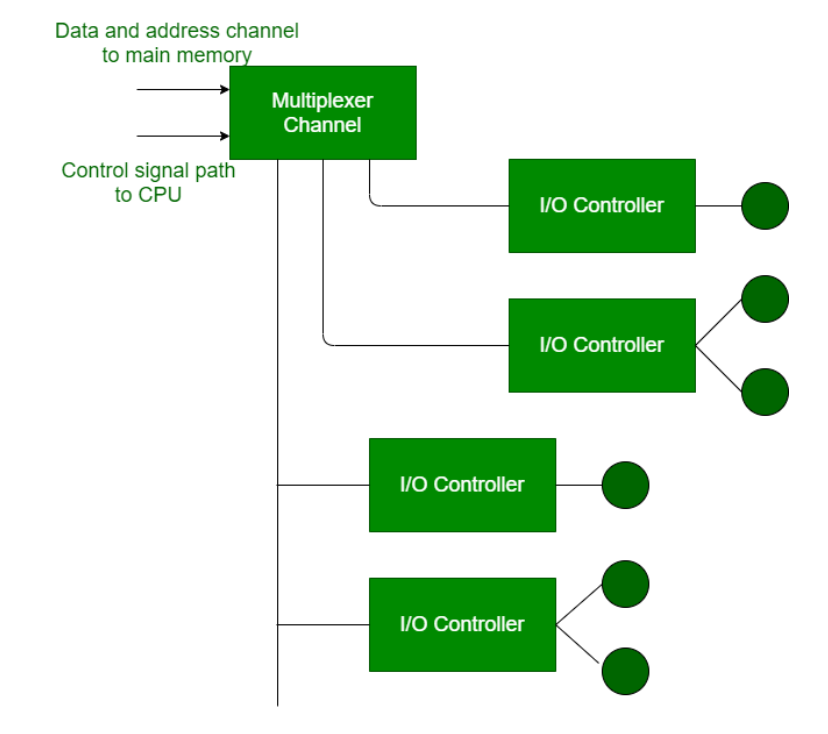 Data and address channel
to main memory
Multiplexer
Channel
Control signal path
to CPU
I/O Controller
I/O Controller
I/O Controller
I/O Controller